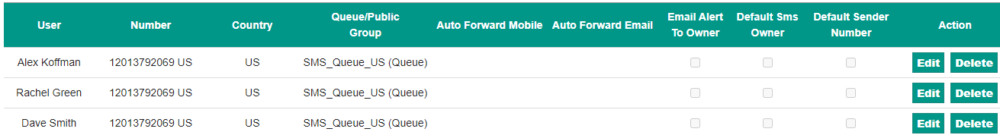 User Number Country Queue/Public Group Auto Forward Mobile Auto Forward Email Email Alert To Owner Default Sms Owner Default Sender Number Action
Alex Koffman 12013792069 US US SMS_Queue_US (Queue) Edit Delete
Rachel Green 12013792069 US US SMS_Queue_US (Queue) Edit Delete
Dave Smith 12013792069 US US SMS_Queue_US (Queue) Edit Delete